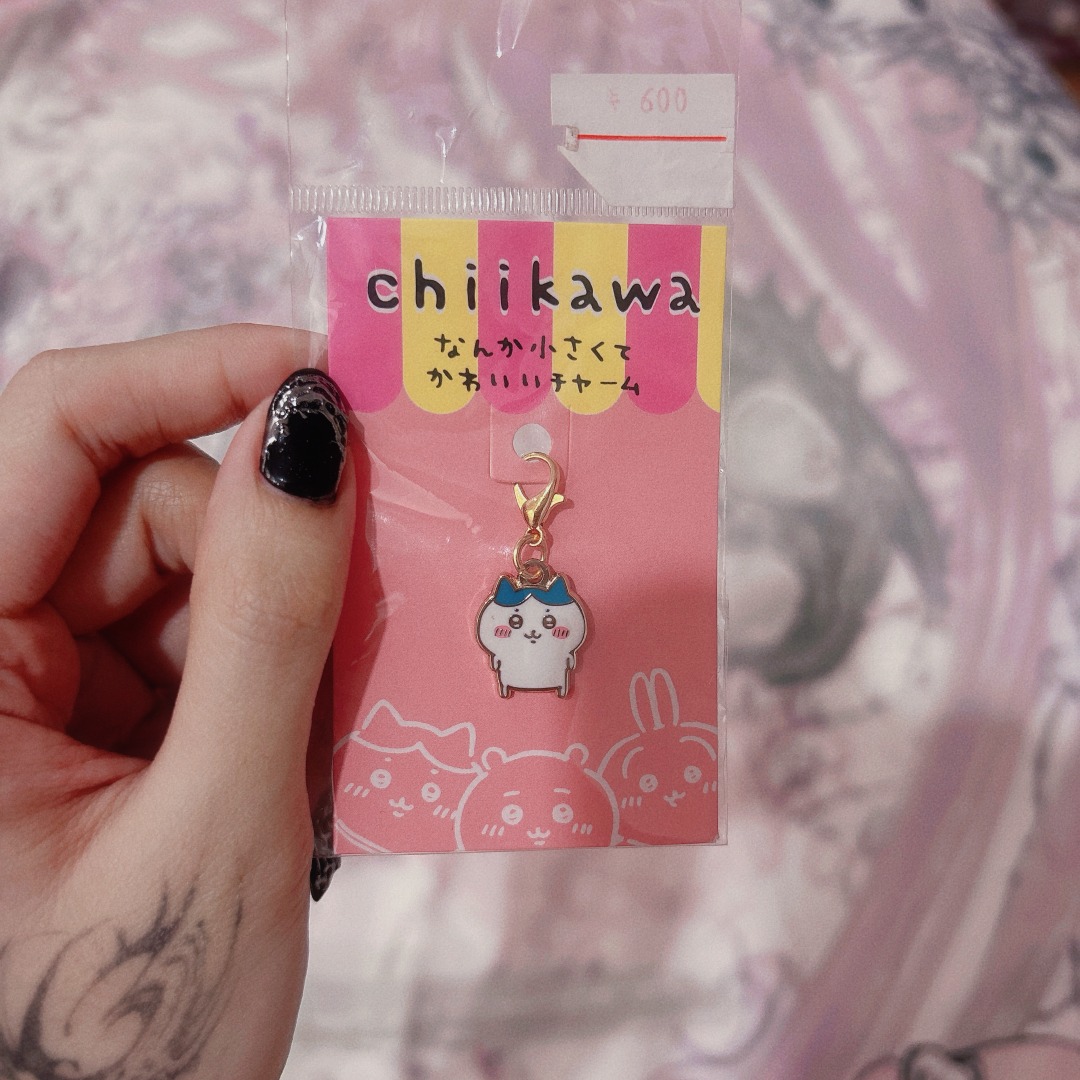 ¥ 600
chiikawa
なんか小さくて
かわいいチャーム